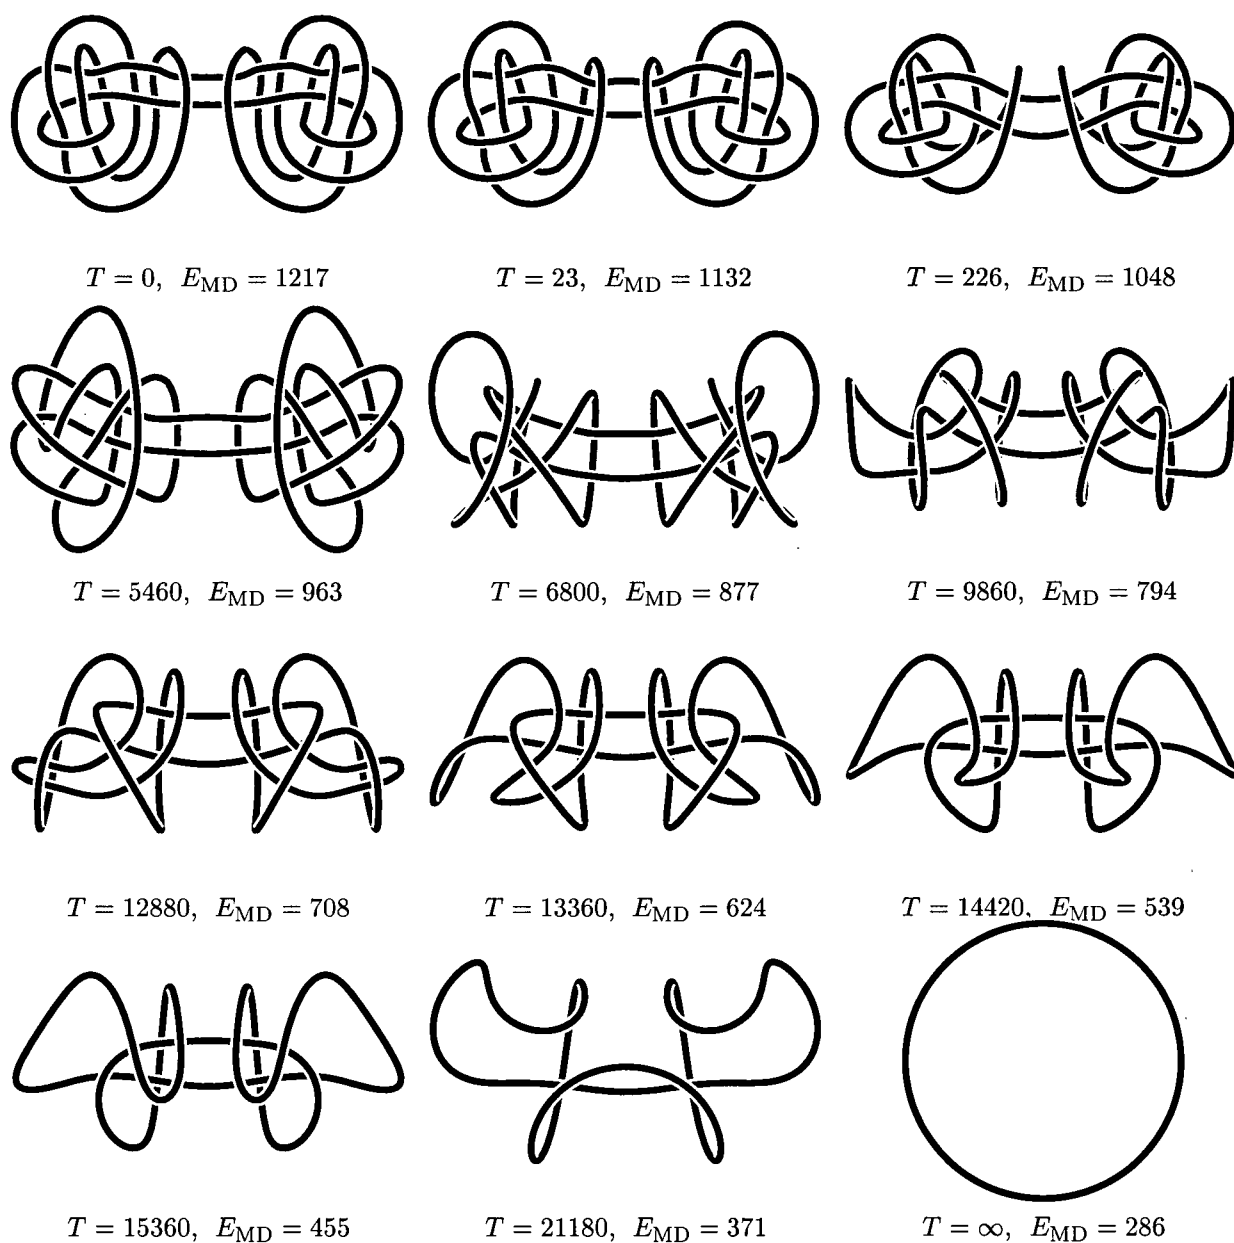 T = 0, E_MD = 1217
T = 23, E_MD = 1132
T = 226, E_MD = 1048
T = 5460, E_MD = 963
T = 6800, E_MD = 877
T = 9860, E_MD = 794
T = 12880, E_MD = 708
T = 13360, E_MD = 624
T = 14420, E_MD = 539
T = 15360, E_MD = 455
T = 21180, E_MD = 371
T = ∞, E_MD = 286